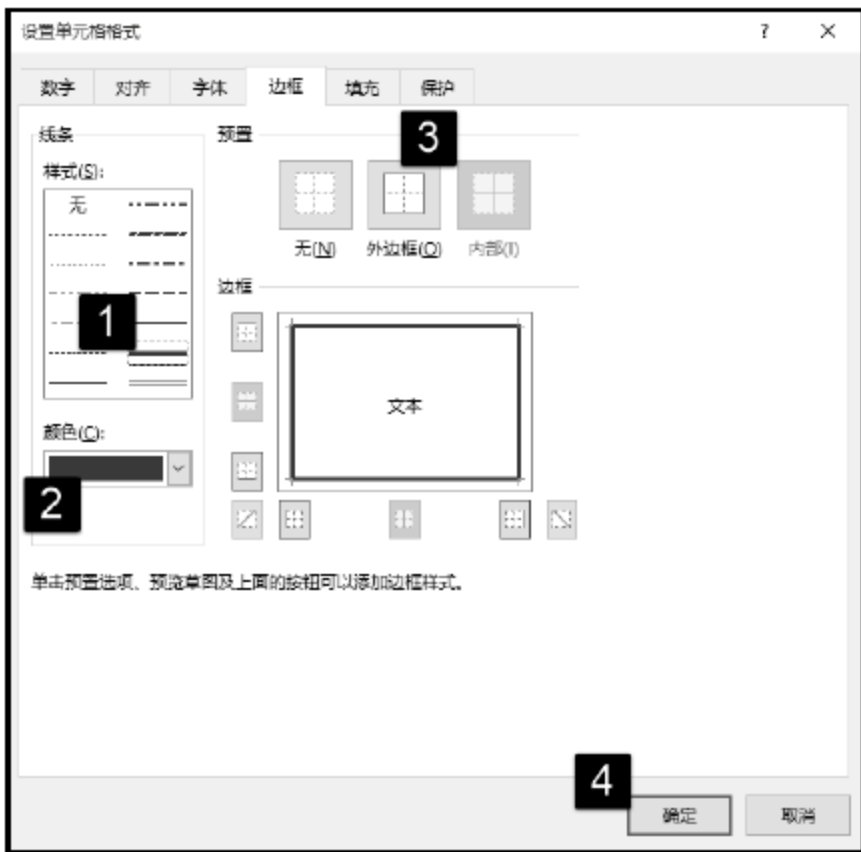 设置单元格格式 ? ×
数字 对齐 字体 边框 填充 保护
线条
样式(S):
无
1
颜色(C):
2
预置
3
无(N) 外边框(O) 内部(I)
边框
文本
单击预置选项、预览草图及上面的按钮可以添加边框样式。
4
确定 取消